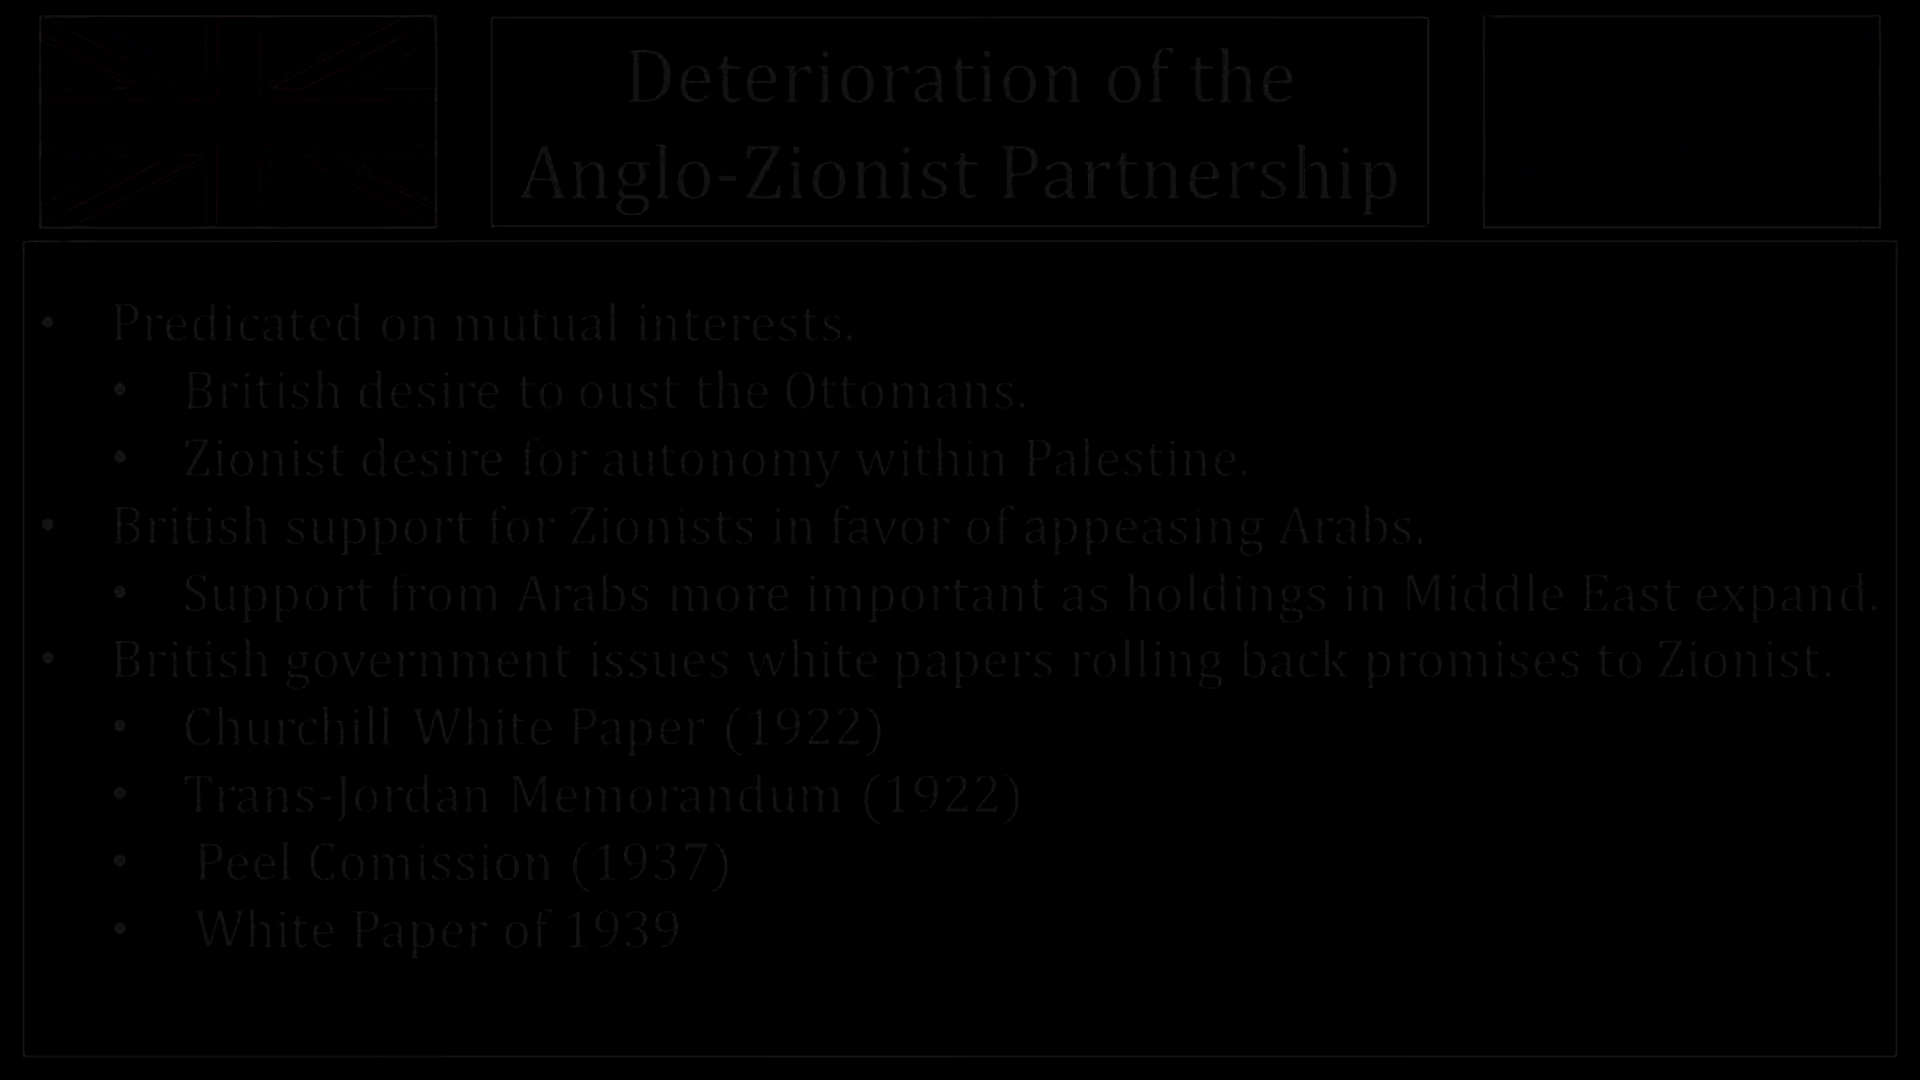 Deterioration of the
Anglo-Zionist Partnership
• Predicated on mutual interests.
• British desire to oust the Ottomans.
• Zionist desire for autonomy within Palestine.
• British support for Zionists in favor of appeasing Arabs.
• Support from Arabs more important as holdings in Middle East expand.
• British government issues white papers rolling back promises to Zionist.
• Churchill White Paper (1922)
• Trans-Jordan Memorandum (1922)
• Peel Comission (1937)
• White Paper of 1939